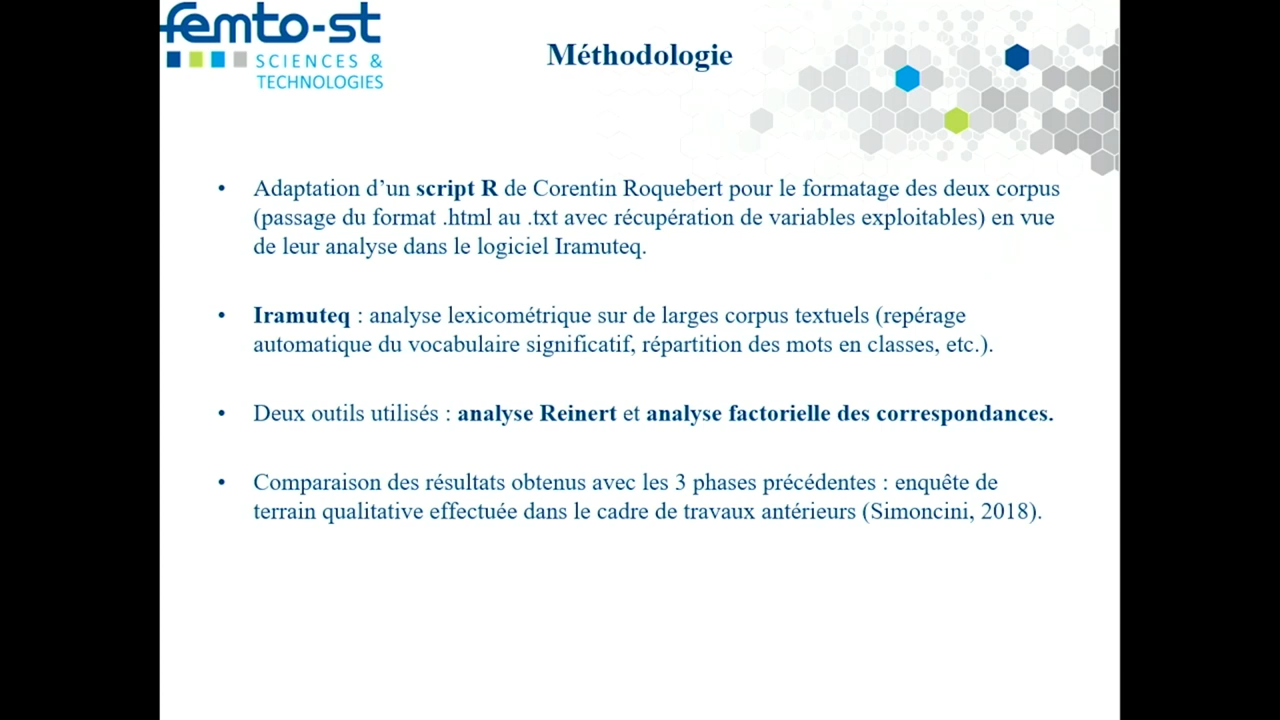 femto-st
SCIENCES &
TECHNOLOGIES
Méthodologie
• Adaptation d’un script R de Corentin Roquebert pour le formatage des deux corpus
(passage du format .html au .txt avec récupération de variables exploitables) en vue
de leur analyse dans le logiciel Iramuteq.
• Iramuteq : analyse lexicométrique sur de larges corpus textuels (repérage
automatique du vocabulaire significatif, répartition des mots en classes, etc.).
• Deux outils utilisés : analyse Reinert et analyse factorielle des correspondances.
• Comparaison des résultats obtenus avec les 3 phases précédentes : enquête de
terrain qualitative effectuée dans le cadre de travaux antérieurs (Simoncini, 2018).